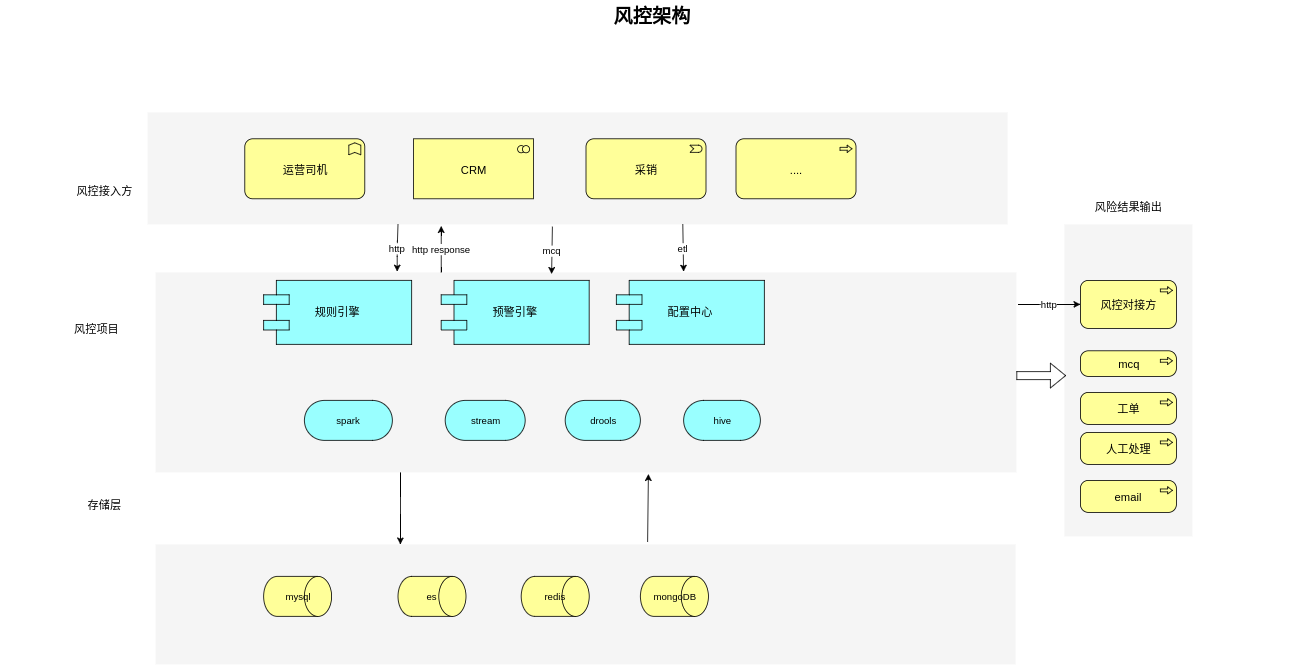 风控架构
运营司机
CRM
采销
....
风控接入方
风险结果输出
http
http response
mcq
etl
规则引擎
预警引擎
配置中心
http
风控对接方
风控项目
mcq
工单
spark
stream
drools
hive
人工处理
email
存储层
mysql
es
redis
mongoDB